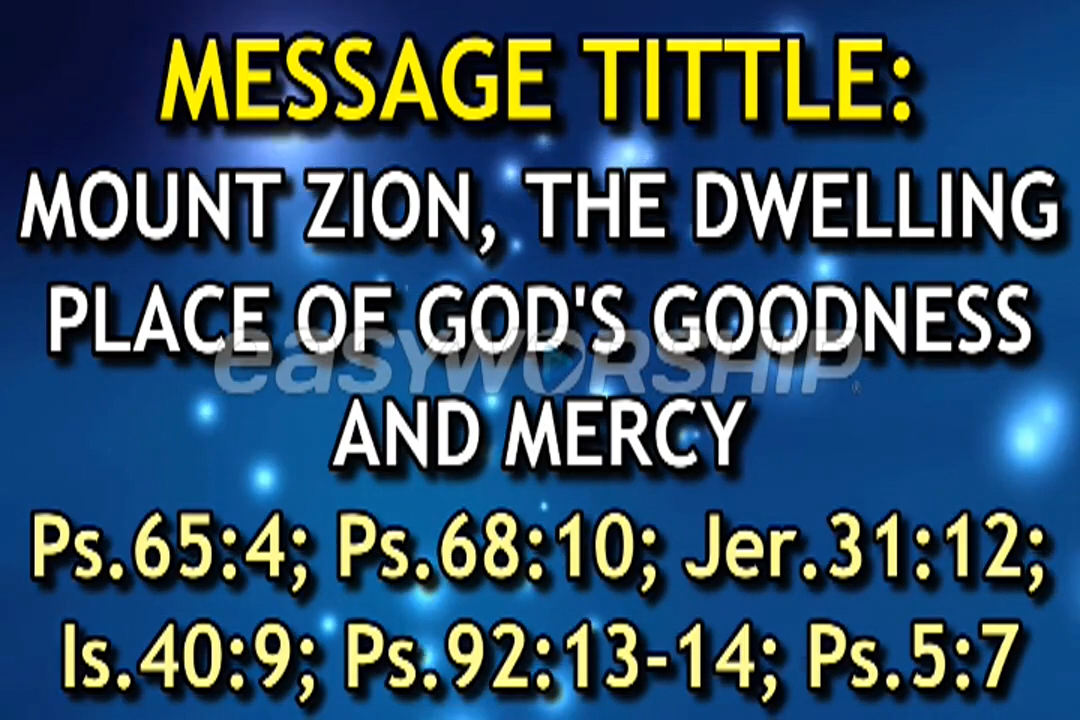 MESSAGE TITTLE:
MOUNT ZION, THE DWELLING
PLACE OF GOD'S GOODNESS
easyworship®
AND MERCY
Ps.65:4; Ps.68:10; Jer.31:12;
Is.40:9; Ps.92:13-14; Ps.5:7